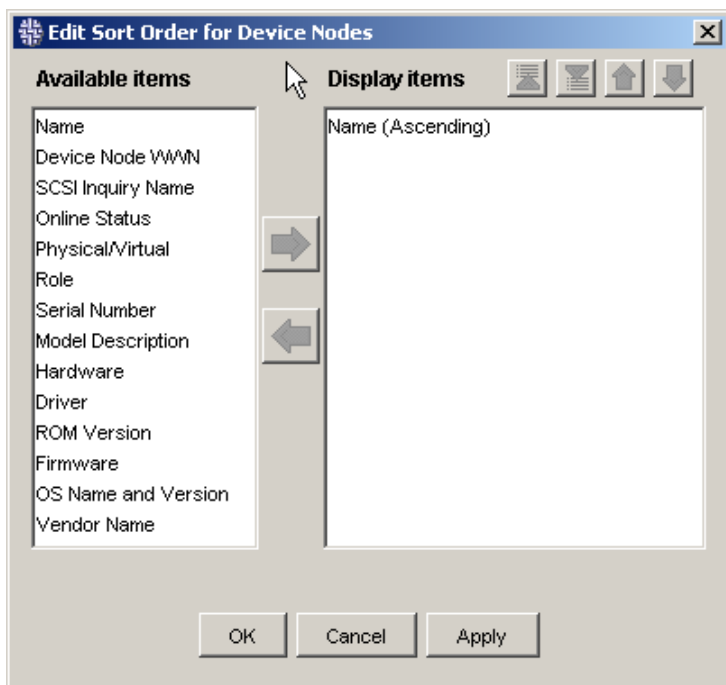 Edit Sort Order for Device Nodes
Available items
Display items
Name
Device Node WWN
SCSI Inquiry Name
Online Status
Physical/Virtual
Role
Serial Number
Model Description
Hardware
Driver
ROM Version
Firmware
OS Name and Version
Vendor Name
Name (Ascending)
OK
Cancel
Apply